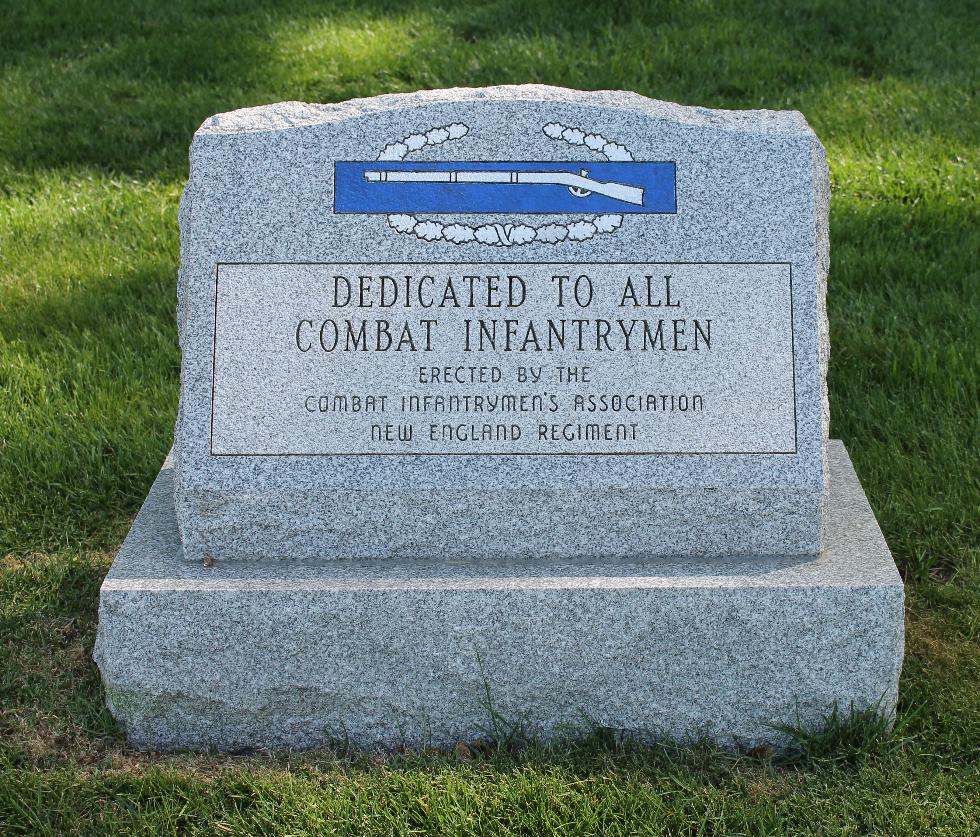 DEDICATED TO ALL
COMBAT INFANTRYMEN
ERECTED BY THE
COMBAT INFANTRYMEN'S ASSOCIATION
NEW ENGLAND REGIMENT